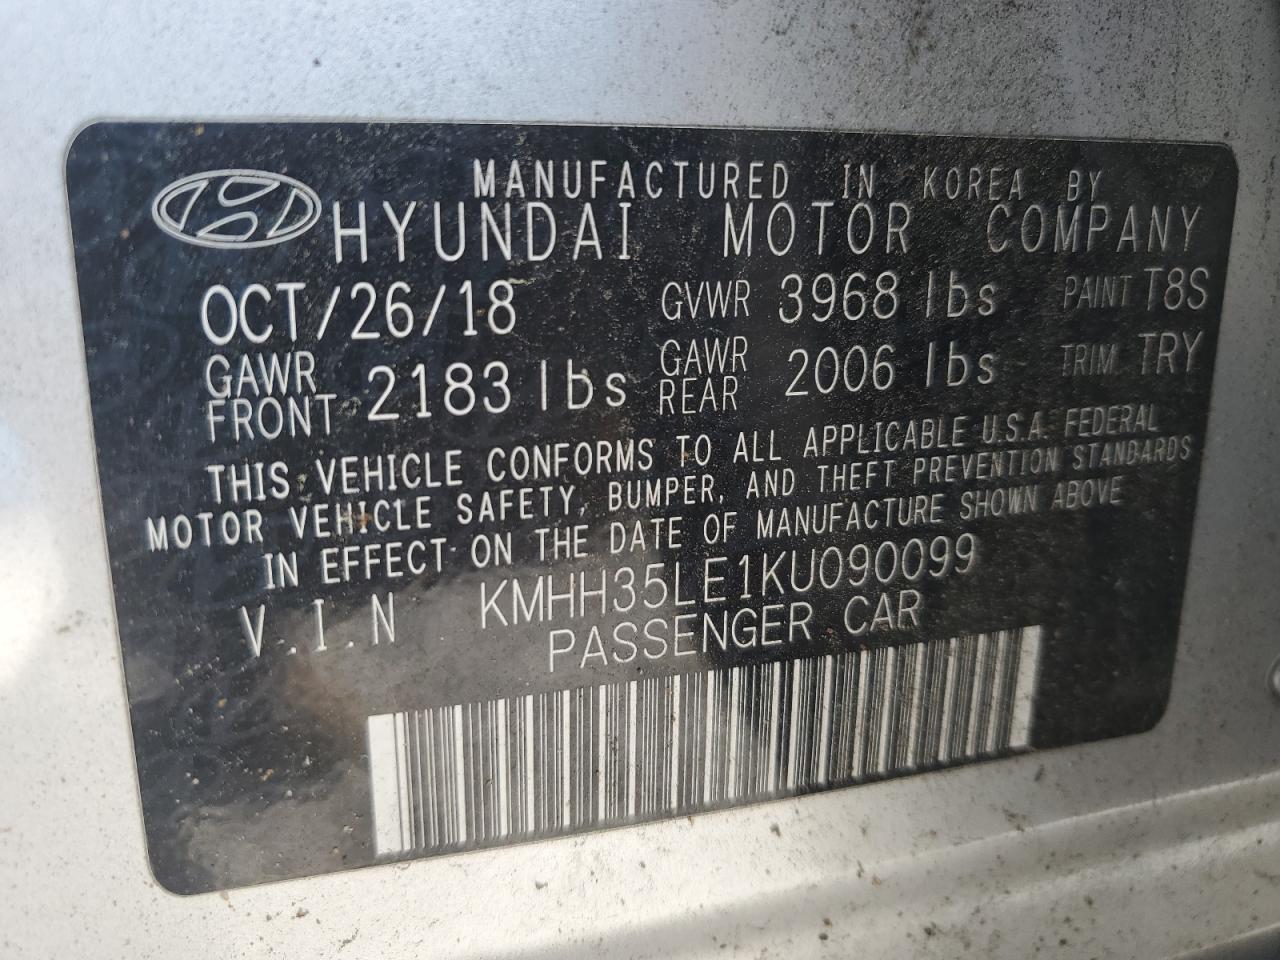 MANUFACTURED IN KOREA BY
HYUNDAI MOTOR COMPANY
OCT/26/18 GVWR 3968 lbs PAINT T8S
GAWR FRONT 2183 lbs GAWR REAR 2006 lbs TRIM TRY
THIS VEHICLE CONFORMS TO ALL APPLICABLE U.S.A. FEDERAL
MOTOR VEHICLE SAFETY, BUMPER, AND THEFT PREVENTION STANDARDS
IN EFFECT ON THE DATE OF MANUFACTURE SHOWN ABOVE
V.I.N KMHH35LE1KU090099
PASSENGER CAR